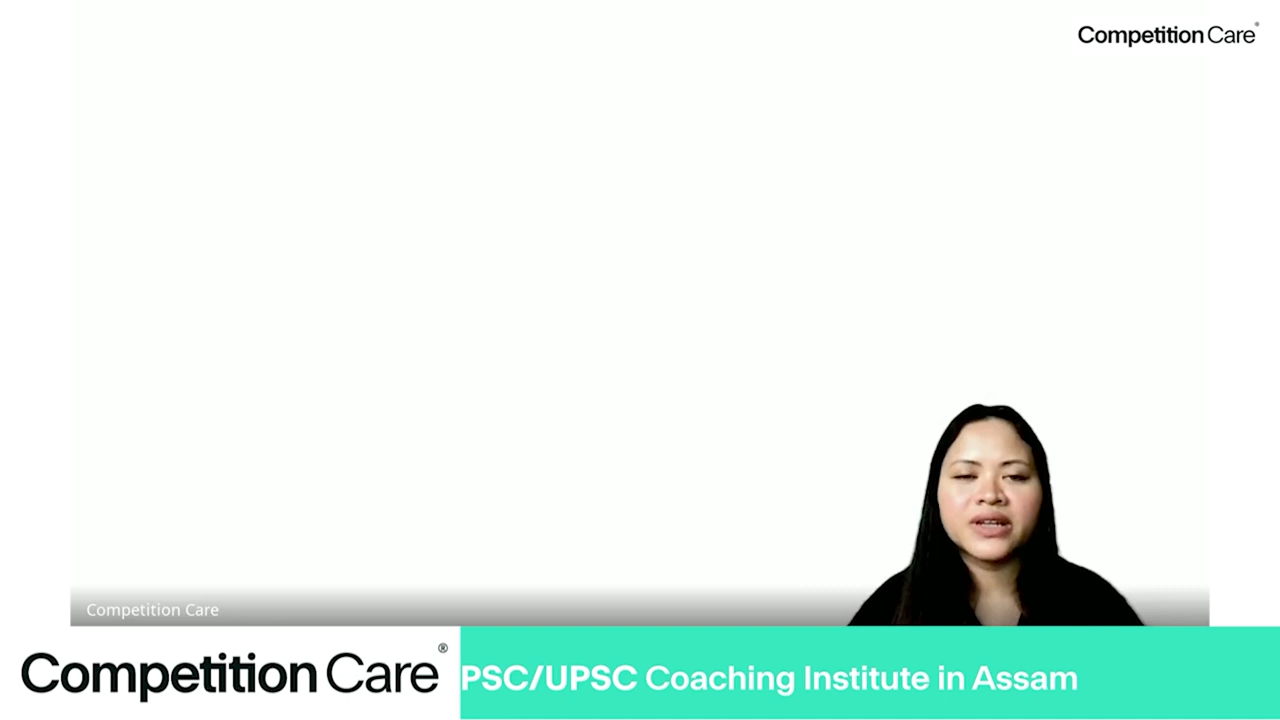 Competition Care®
Competition Care
Competition Care®
PSC/UPSC Coaching Institute in Assam